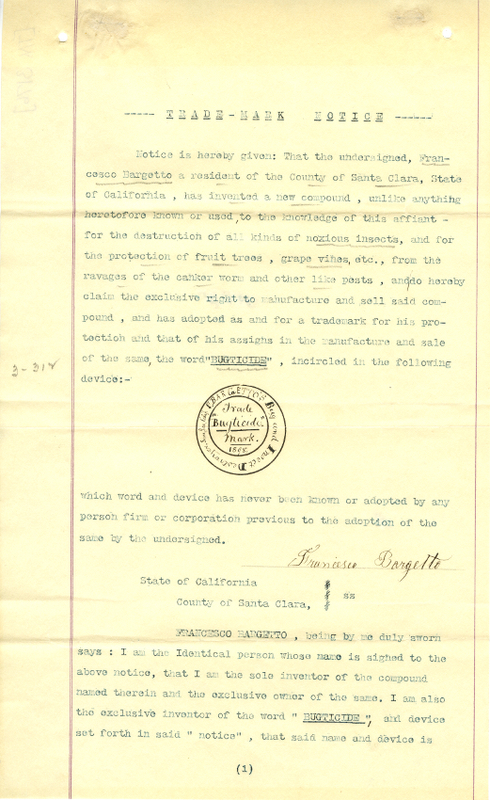 ----- TRADE-MARK NOTICE ------
Notice is hereby given: That the undersigned, Fran-
cesco Bargetto a resident of the County of Santa Clara, State
of California , has invented a new compound , unlike anything
heretofore known or used, to the knowledge of this affiant -
for the destruction of all kinds of noxious insects, and for
the protection of fruit trees , grape vines, etc., from the
ravages of the canker worm and other like pests , and do hereby
claim the exclusive right to manufacture and sell said com-
pound , and has adopted as and for a trademark for his pro-
tection and that of his assigns in the manufacture and sale
of the same, the word "BUGTICIDE" , incircled in the following
3-312
device:-
BARGETTO'S Bug and Insect Destroyer
Trade
"Bugticide"
Mark.
which word and device has never been known or adopted by any
person firm or corporation previous to the adoption of the
same by the undersigned.
Francesco Bargetto
State of California
ss
County of Santa Clara,
FRANCESCO BARGETTO , being by me duly sworn
says : I am the Identical person whose name is signed to the
above notice, that I am the sole inventor of the compound
named therein and the exclusive owner of the same. I am also
the exclusive inventor of the word " BUGTICIDE ", and device
set forth in said " notice" , that said name and device is
(1)